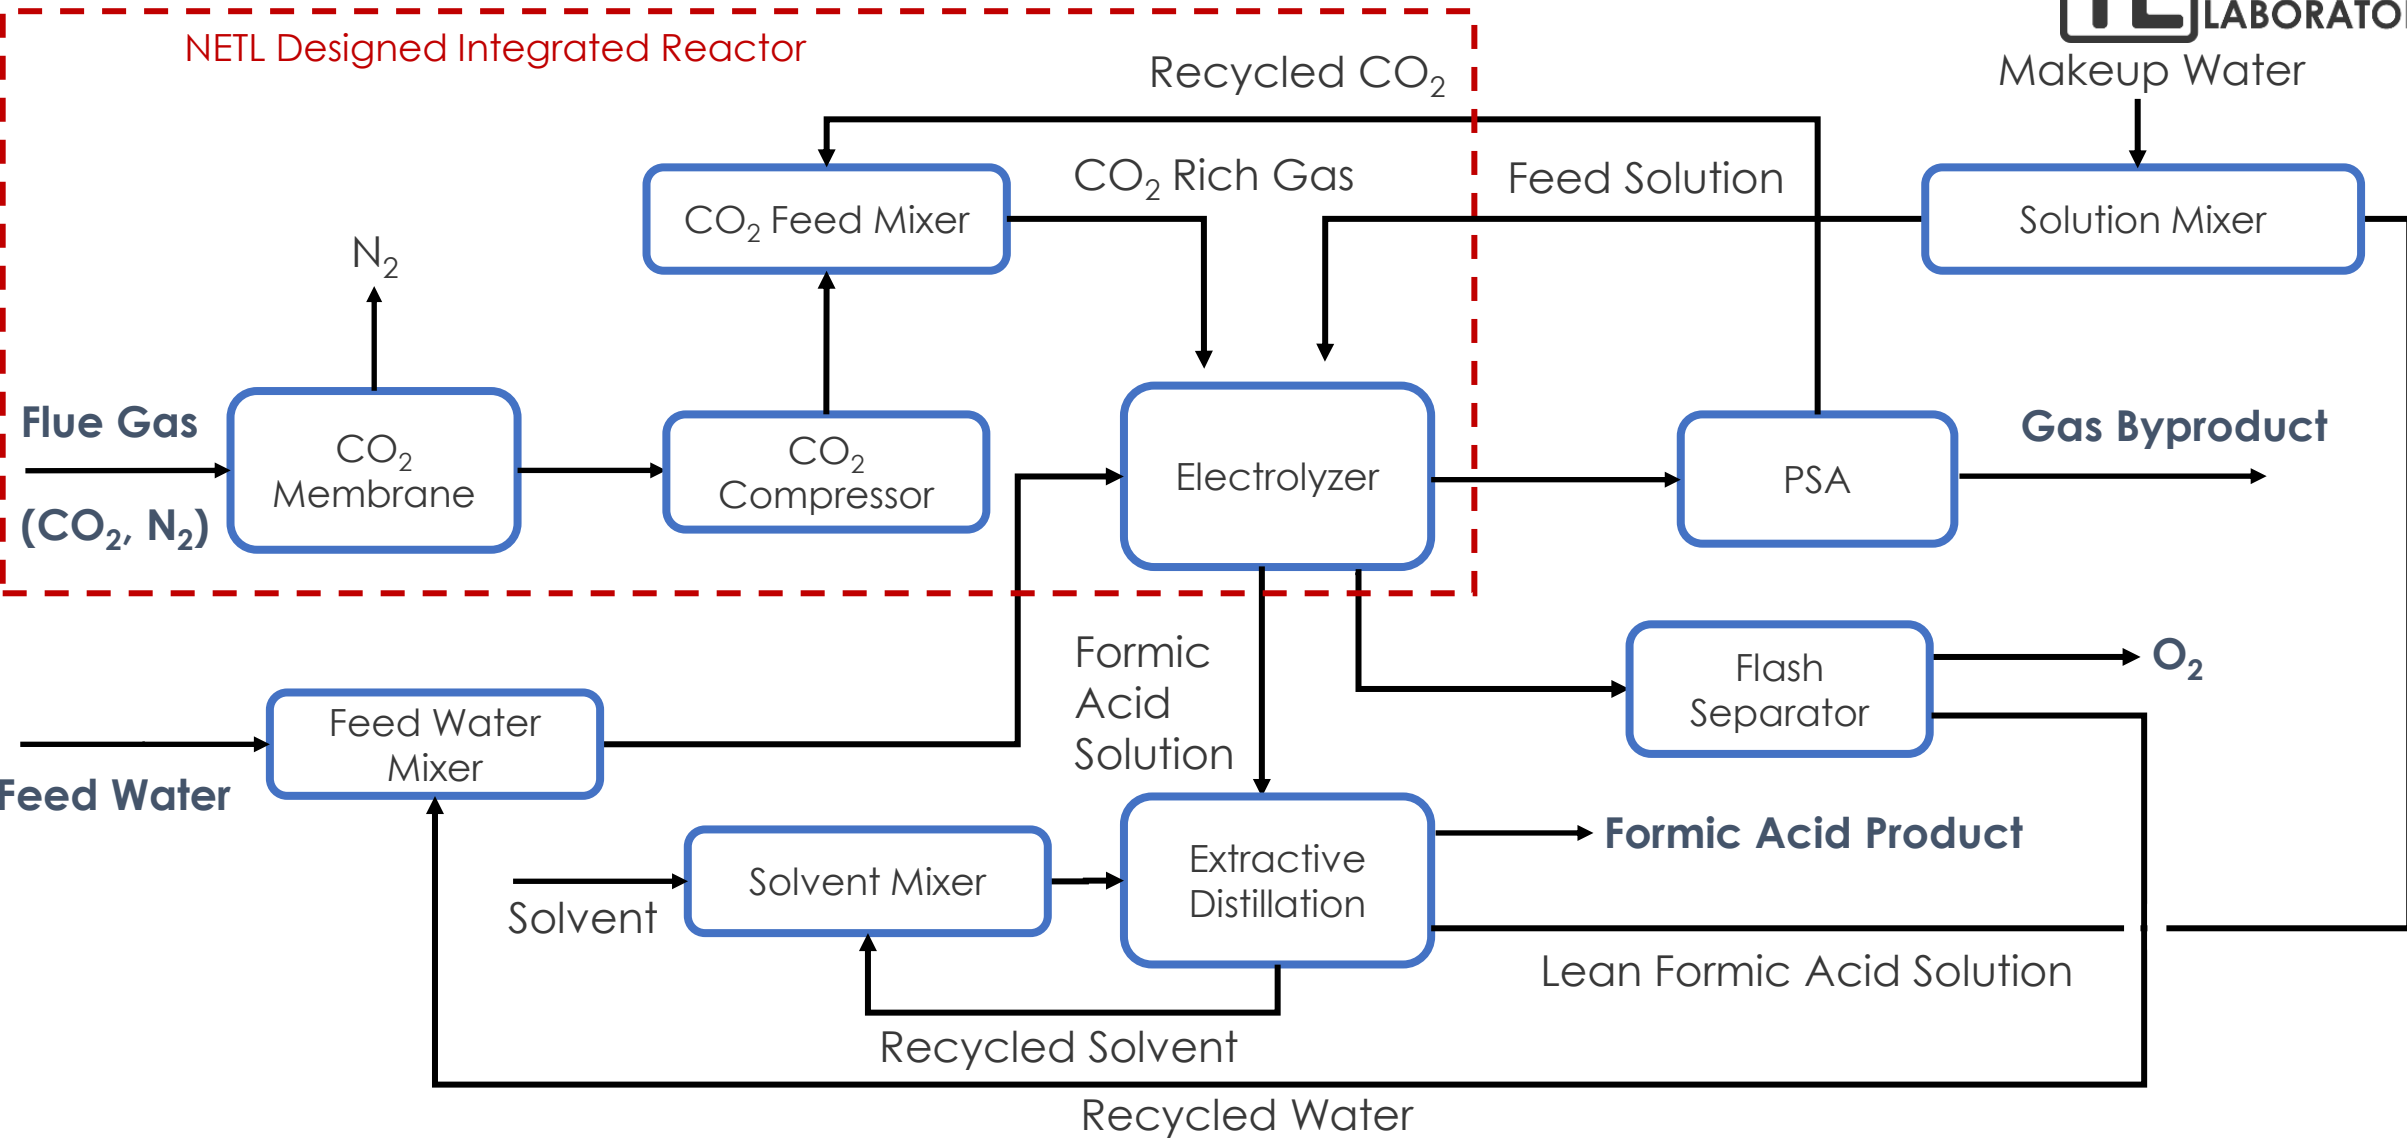 NETL Designed Integrated Reactor
Recycled CO₂
Makeup Water
CO₂ Feed Mixer
CO₂ Rich Gas
Feed Solution
Solution Mixer
N₂
Flue Gas
(CO₂, N₂)
CO₂
Membrane
CO₂
Compressor
Electrolyzer
PSA
Gas Byproduct
Formic
Acid
Solution
Flash
Separator
O₂
Feed Water
Mixer
Feed Water
Solvent
Solvent Mixer
Extractive
Distillation
Formic Acid Product
Lean Formic Acid Solution
Recycled Solvent
Recycled Water